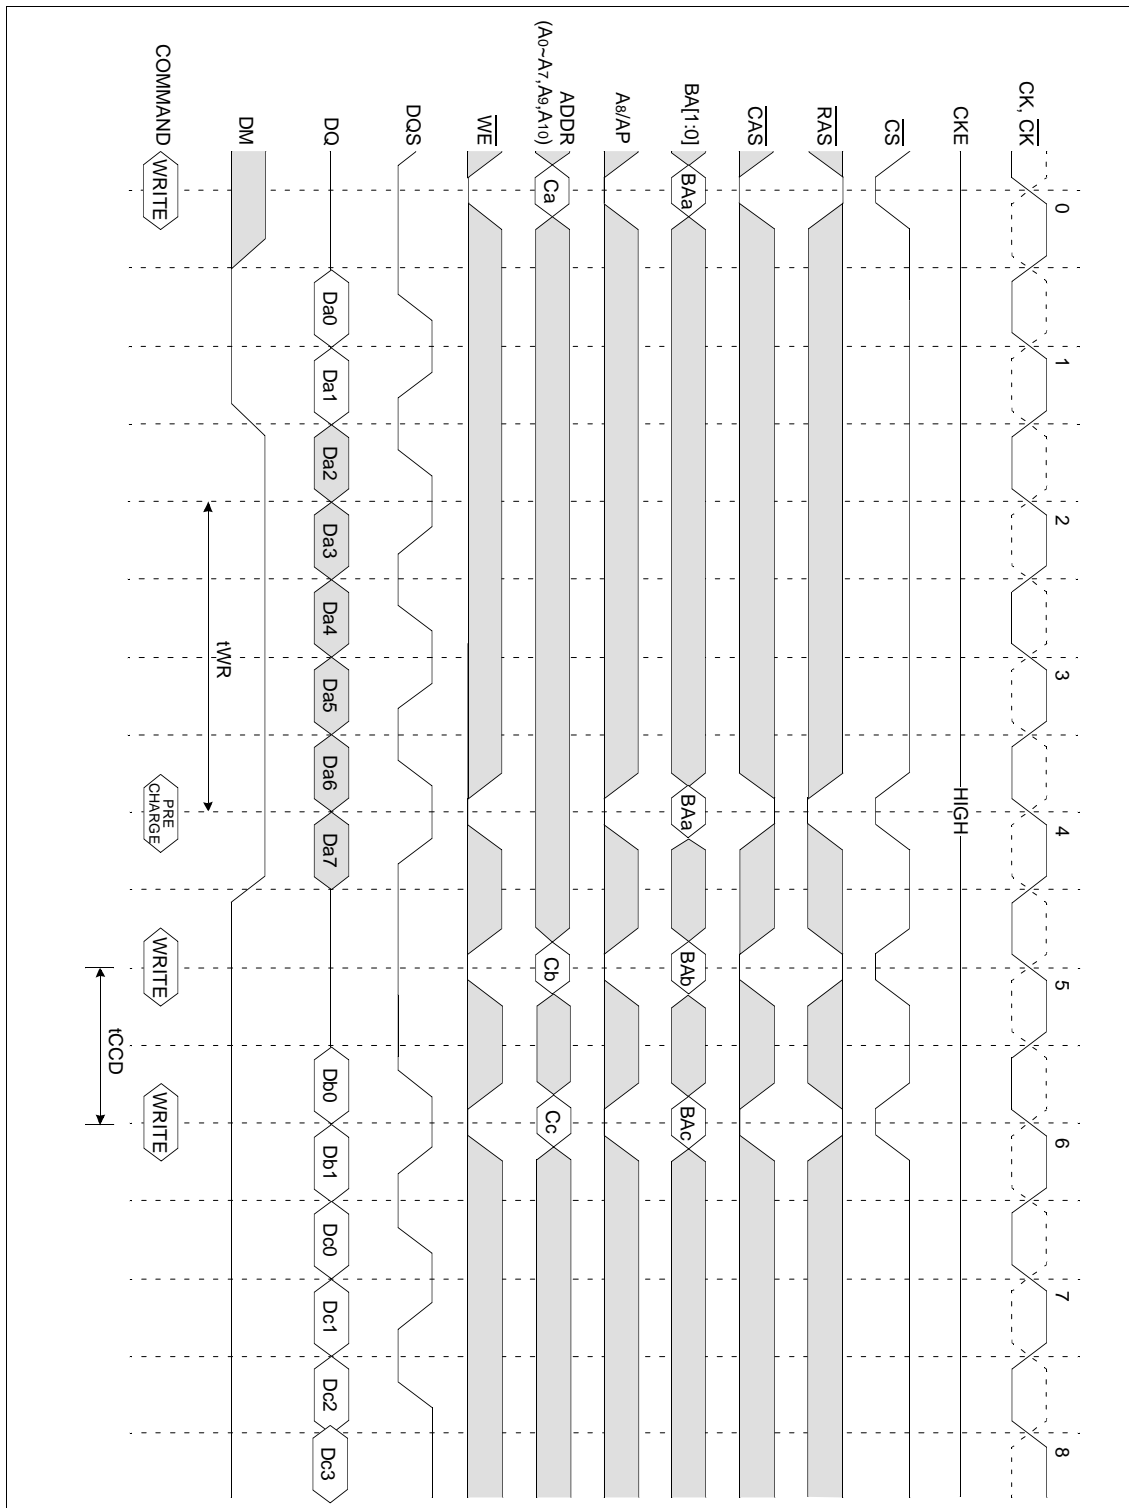 0 1 2 3 4 5 6 7 8
CK, CK
CKE HIGH
CS
RAS
CAS
BA[1:0] BAa BAa BAb BAc
A8/AP
ADDR
(A0~A7,A9,A10) Ca Cb Cc
WE
DQS
DQ Da0 Da1 Da2 Da3 Da4 Da5 Da6 Da7 Db0 Db1 Dc0 Dc1 Dc2 Dc3
DM
tWR
COMMAND WRITE PRE CHARGE WRITE WRITE
tCCD